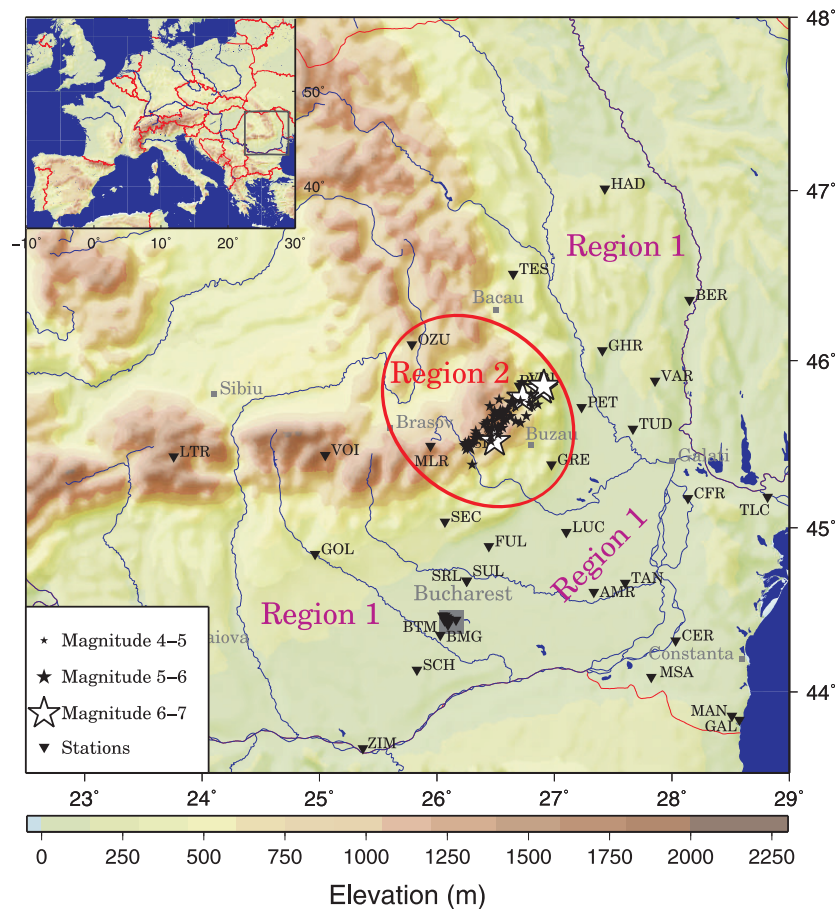 48˚
50˚
40˚
−10˚ 0˚ 10˚ 20˚ 30˚
47˚
HAD
Region 1
TES
Bacau
BER
OZU
GHR
46˚
Region 2
VAR
Sibiu
PET
Brasov
TUD
Buzau
LTR
VOI
MLR
GRE
Galati
CFR
TLC
45˚
SEC
GOL
FUL
LUC
Region 1
SRL SUL
TAN
Bucharest
AMR
Region 1
BTM
BMG
CER
Constanta
SCH
MSA
44˚
MAN
GAL
ZIM
aiova
Magnitude 4−5
Magnitude 5−6
Magnitude 6−7
Stations
23˚ 24˚ 25˚ 26˚ 27˚ 28˚ 29˚
0 250 500 750 1000 1250 1500 1750 2000 2250
Elevation (m)